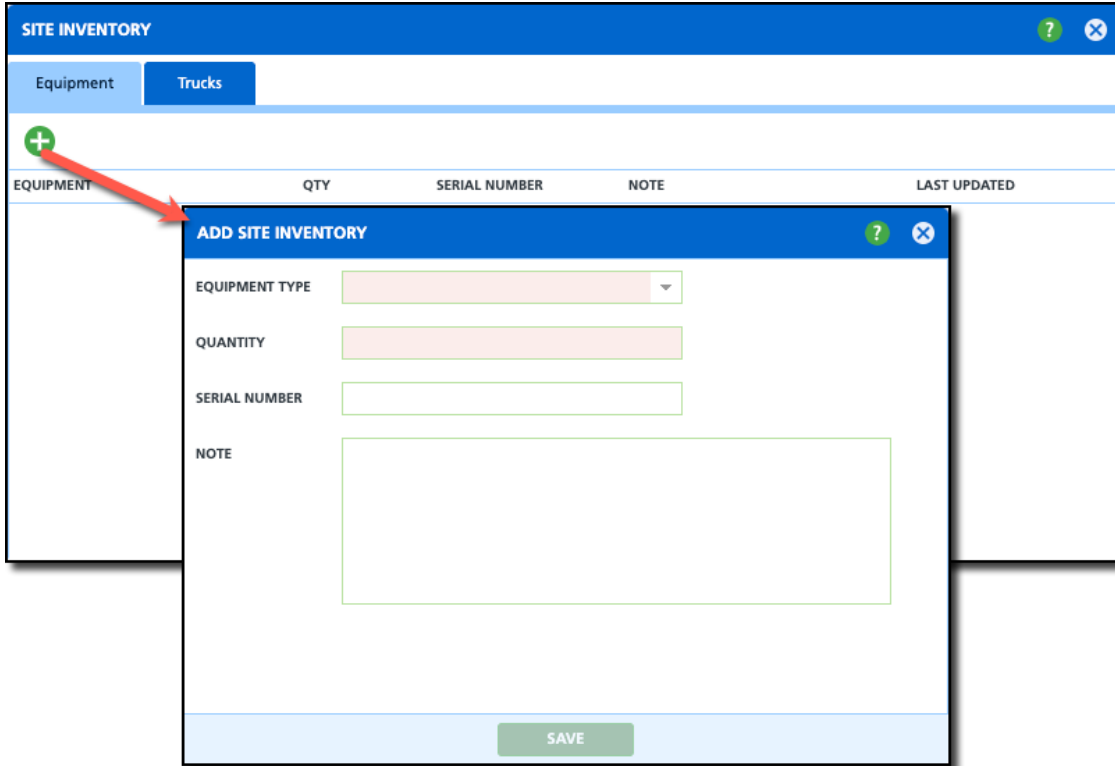 SITE INVENTORY
Equipment Trucks
EQUIPMENT QTY SERIAL NUMBER NOTE LAST UPDATED
ADD SITE INVENTORY
EQUIPMENT TYPE
QUANTITY
SERIAL NUMBER
NOTE
SAVE